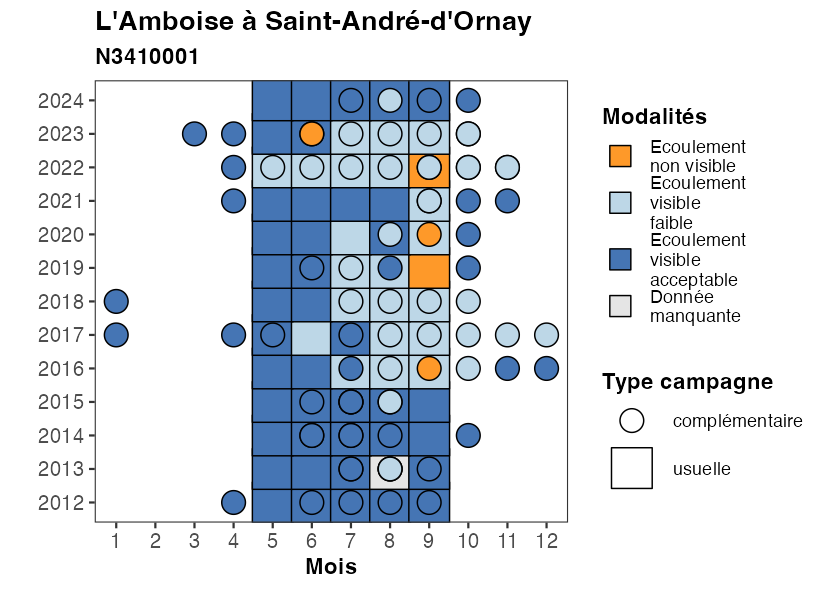 L'Amboise à Saint-André-d'Ornay
N3410001
2024
2023
2022
2021
2020
2019
2018
2017
2016
2015
2014
2013
2012
1 2 3 4 5 6 7 8 9 10 11 12
Mois
Modalités
Ecoulement
non visible
Ecoulement
visible
faible
Ecoulement
visible
acceptable
Donnée
manquante
Type campagne
complémentaire
usuelle